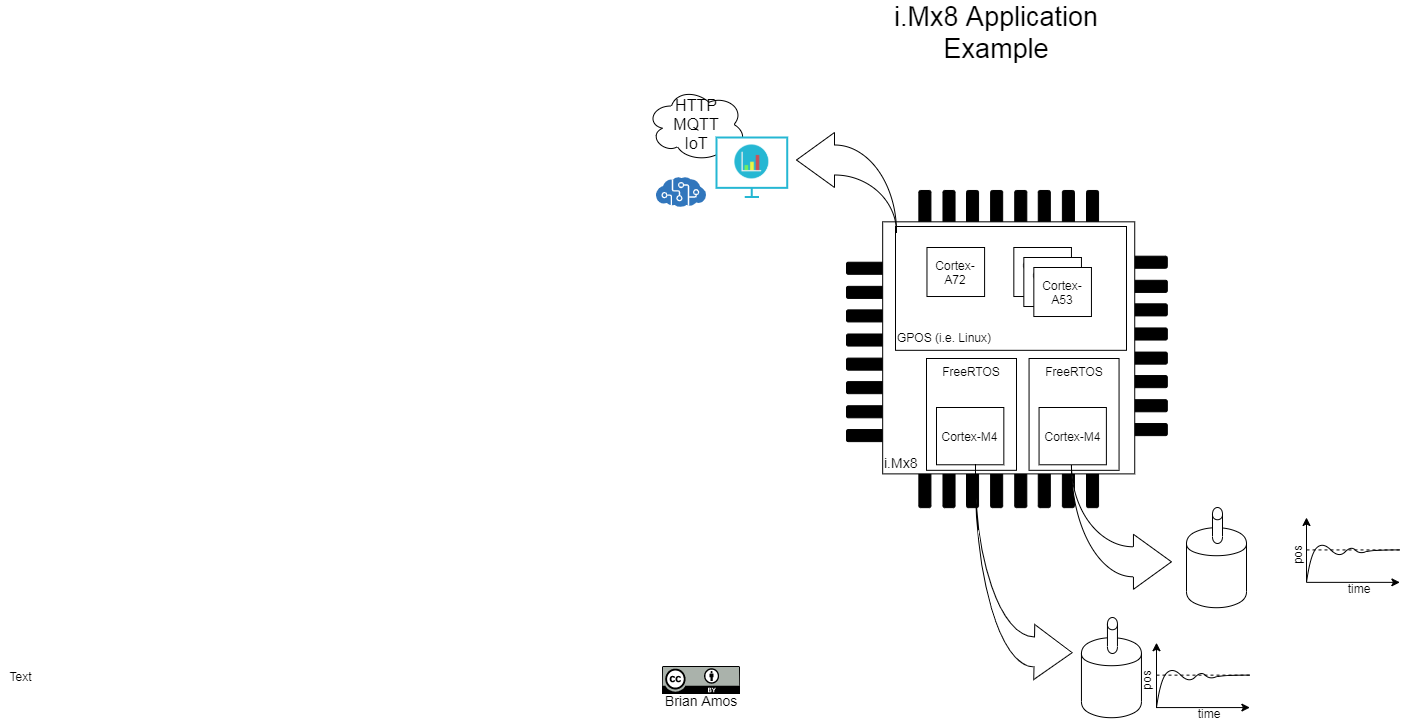 i.Mx8 Application
Example
HTTP
MQTT
IoT
Cortex-
A72
Cortex-
A53
GPOS (i.e. Linux)
FreeRTOS
FreeRTOS
Cortex-M4
Cortex-M4
i.Mx8
pos
time
pos
time
Text
CC
BY
Brian Amos